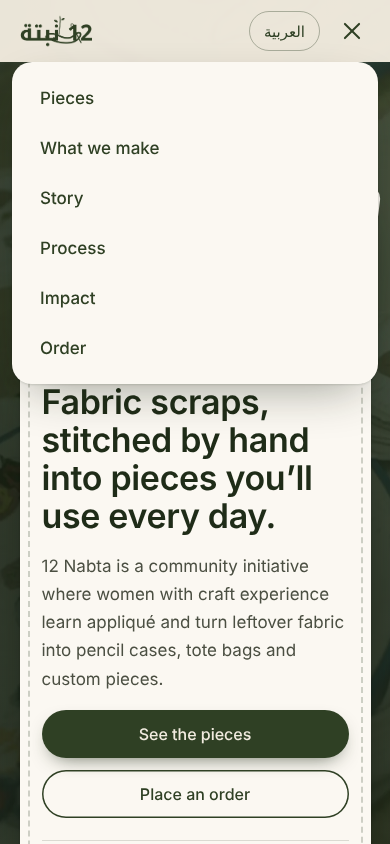 12 نبتة
العربية
Pieces
What we make
Story
Process
Impact
Order
Fabric scraps,
stitched by hand
into pieces you’ll
use every day.
12 Nabta is a community initiative
where women with craft experience
learn appliqué and turn leftover fabric
into pencil cases, tote bags and
custom pieces.
See the pieces
Place an order